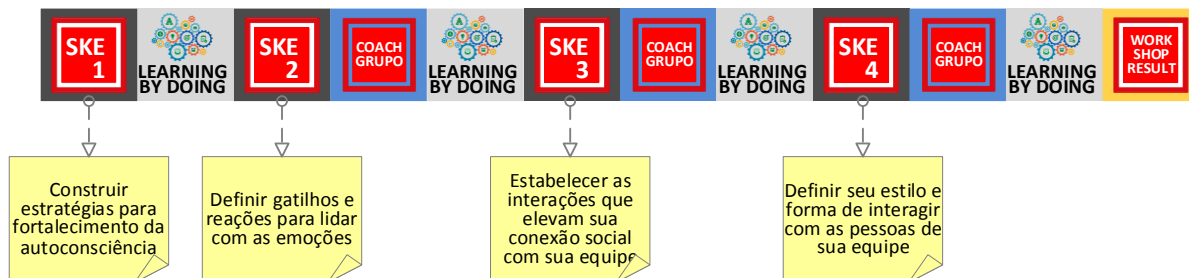 SKE
1
LEARNING
BY DOING
SKE
2
COACH
GRUPO
LEARNING
BY DOING
SKE
3
COACH
GRUPO
LEARNING
BY DOING
SKE
4
COACH
GRUPO
LEARNING
BY DOING
WORK
SHOP
RESULT
Construir
estratégias para
fortalecimento da
autoconsciência
Definir gatilhos e
reações para lidar
com as emoções
Estabelecer as
interações que
elevam sua
conexão social
com sua equipe
Definir seu estilo e
forma de interagir
com as pessoas de
sua equipe